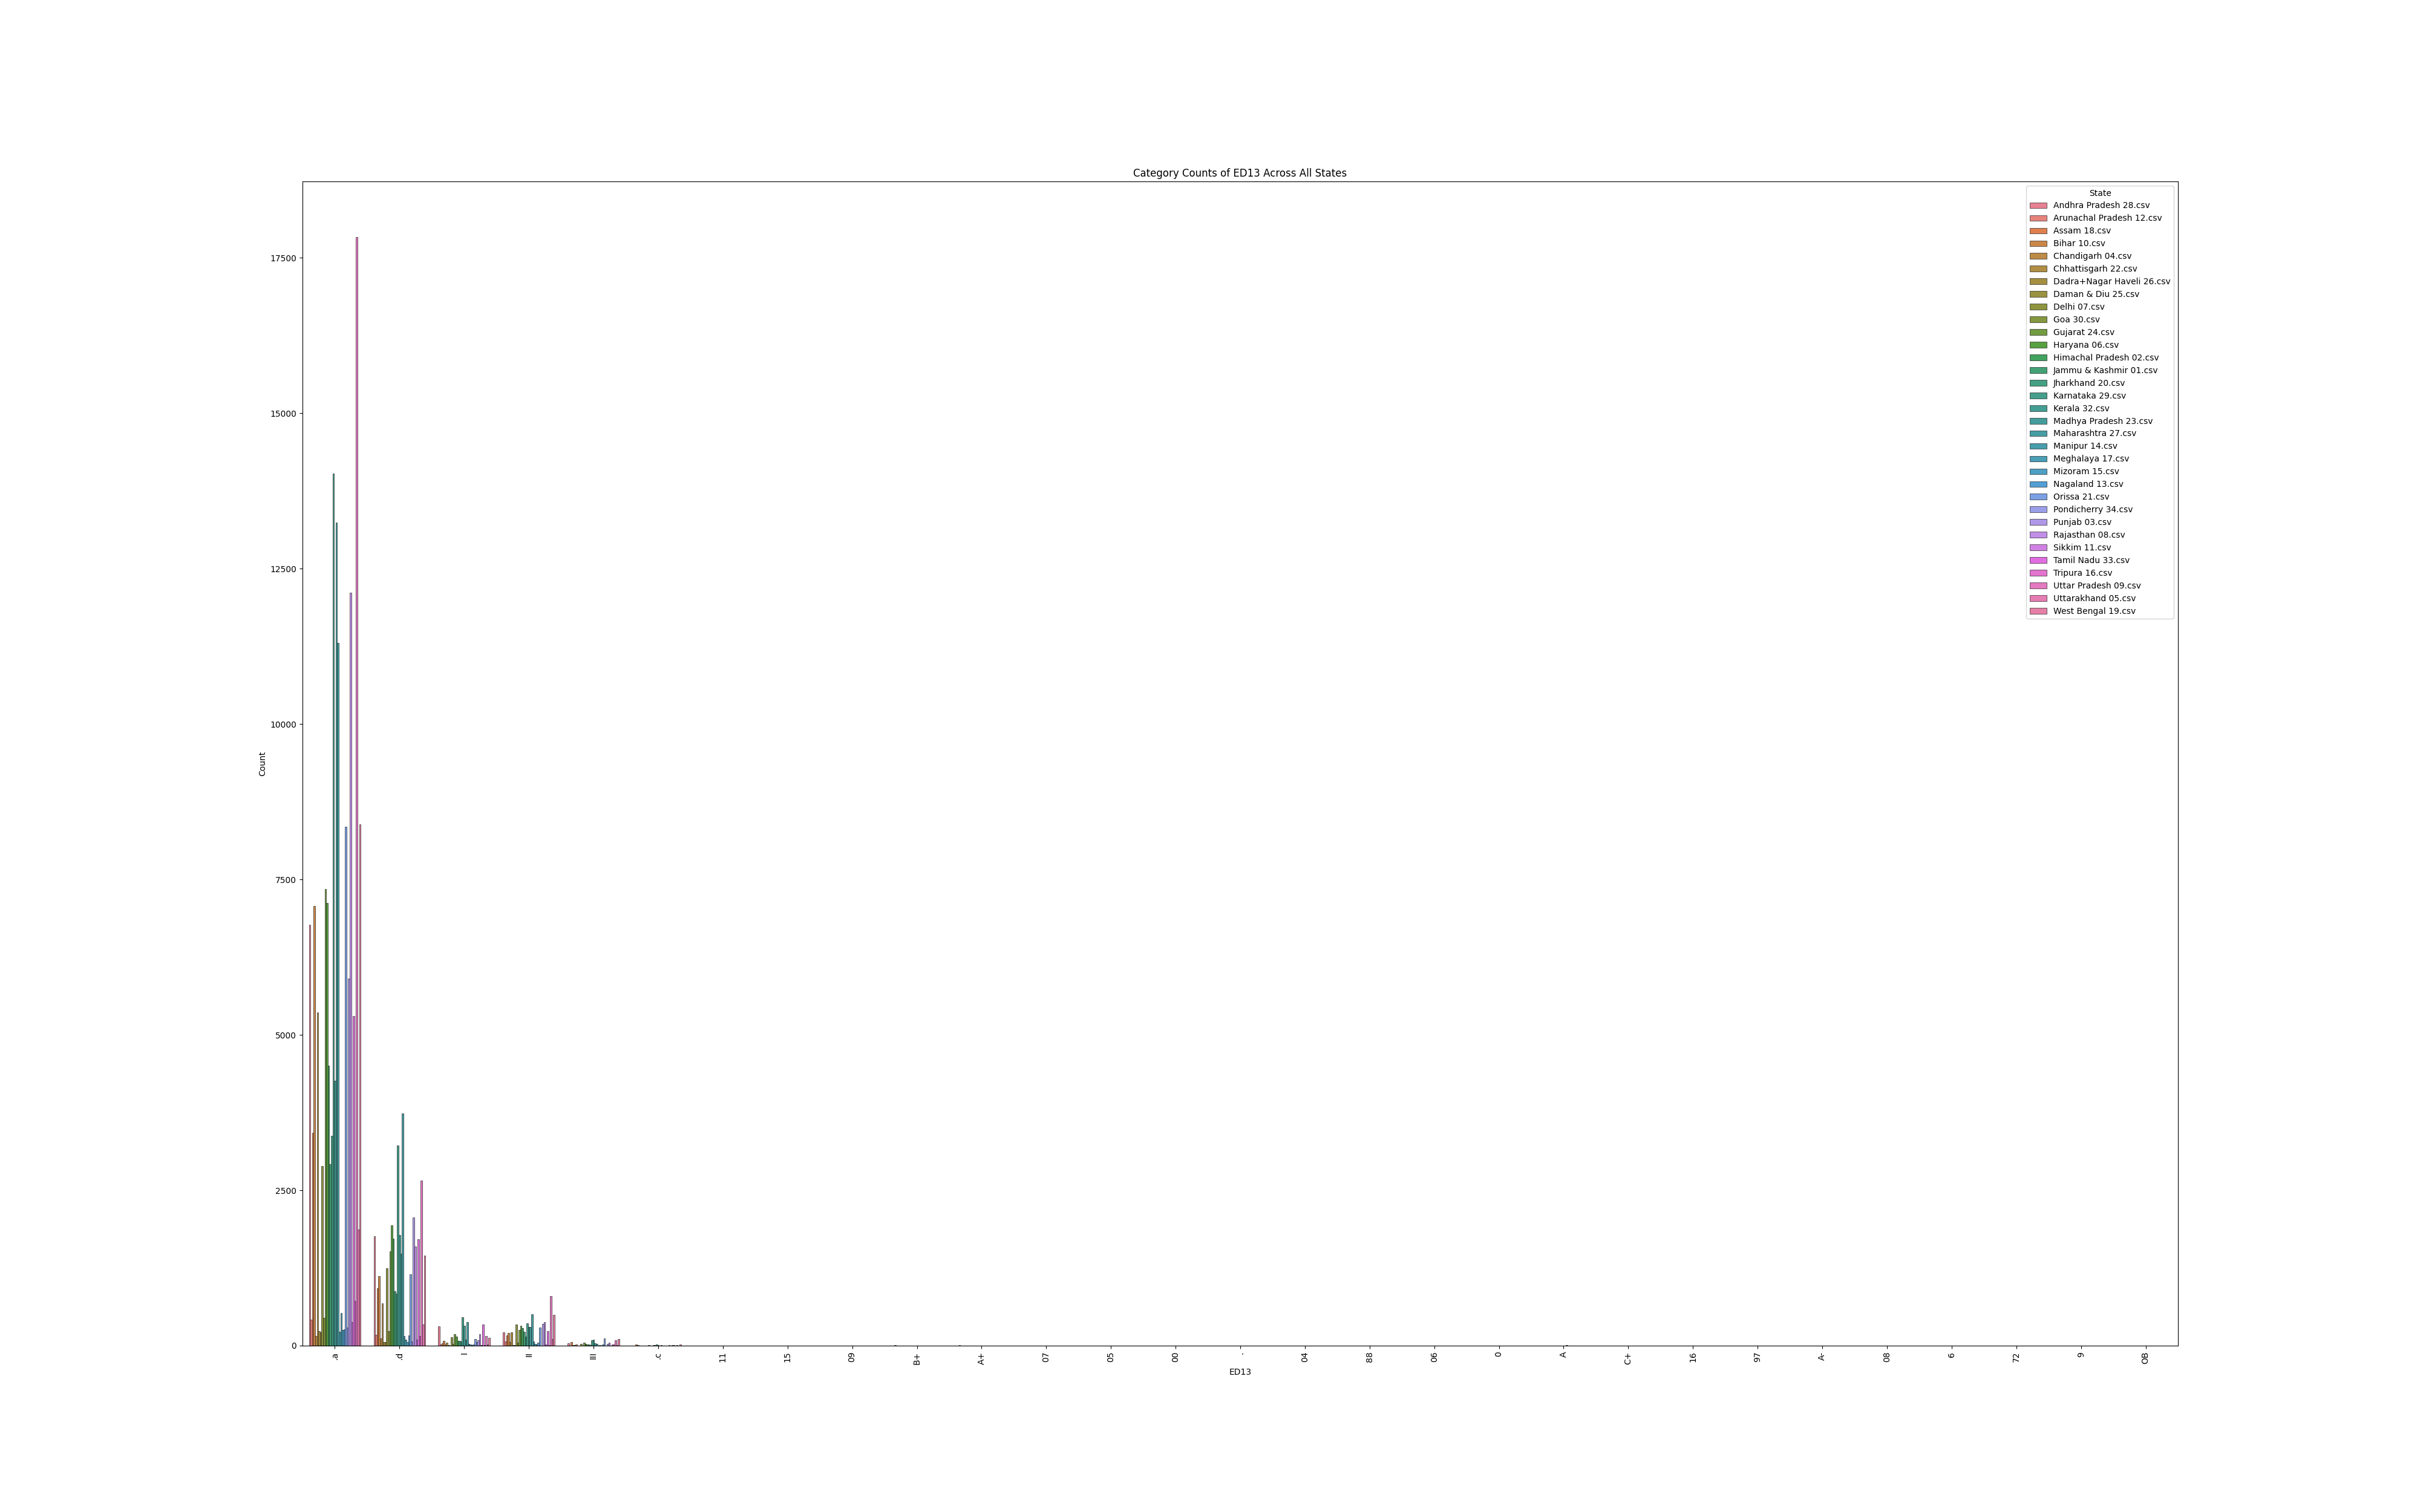 Category Counts of ED13 Across All States
State
Andhra Pradesh 28.csv
Arunachal Pradesh 12.csv
Assam 18.csv
Bihar 10.csv
Chandigarh 04.csv
Chhattisgarh 22.csv
Dadra+Nagar Haveli 26.csv
Daman & Diu 25.csv
Delhi 07.csv
Goa 30.csv
Gujarat 24.csv
Haryana 06.csv
Himachal Pradesh 02.csv
Jammu & Kashmir 01.csv
Jharkhand 20.csv
Karnataka 29.csv
Kerala 32.csv
Madhya Pradesh 23.csv
Maharashtra 27.csv
Manipur 14.csv
Meghalaya 17.csv
Mizoram 15.csv
Nagaland 13.csv
Orissa 21.csv
Pondicherry 34.csv
Punjab 03.csv
Rajasthan 08.csv
Sikkim 11.csv
Tamil Nadu 33.csv
Tripura 16.csv
Uttar Pradesh 09.csv
Uttarakhand 05.csv
West Bengal 19.csv
17500
15000
12500
10000
7500
5000
2500
0
Count
.a .d I II III .c 11 15 09 B+ A+ 07 05 00 . 04 88 06 0 A C+ 16 97 A- 08 6 72 9 OB
ED13